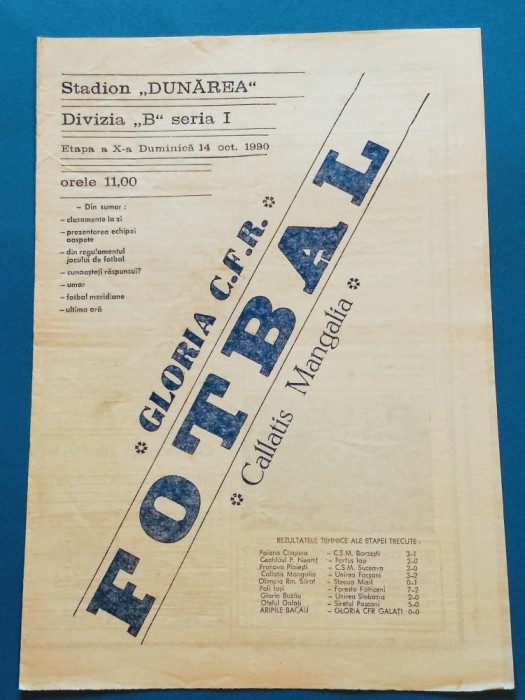 Stadion „DUNĂREA“
Divizia „B“ seria I
Etapa a X-a Duminică 14 oct. 1990
orele 11,00
– Din sumar :
– clasamente la zi
– prezentarea echipei
oaspete
– din regulamentul
jocului de fotbal
– cunoașteți răspunsul?
– umor
– fotbal meridiane
– ultima oră
GLORIA C.F.R.
FOTBAL
Callatis Mangalia
REZULTATELE TEHNICE ALE ETAPEI TRECUTE :
Poiana Cîmpina – C.S.M. Borzești 3–1
Ceahlăul P. Neamț – Fortus Iași 2–0
Prahova Ploiești – C.S.M. Suceava 2–0
Callatis Mangalia – Unirea Focșani 3–2
Olimpia Rm. Sărat – Steaua Mizil 0–1
Poli Iași – Foresta Fălticeni 7–2
Gloria Buzău – Unirea Slobozia 2–0
Oțelul Galați – Siretul Pașcani 5–0
ARIPILE BACĂU – GLORIA CFR GALAȚI 0–0